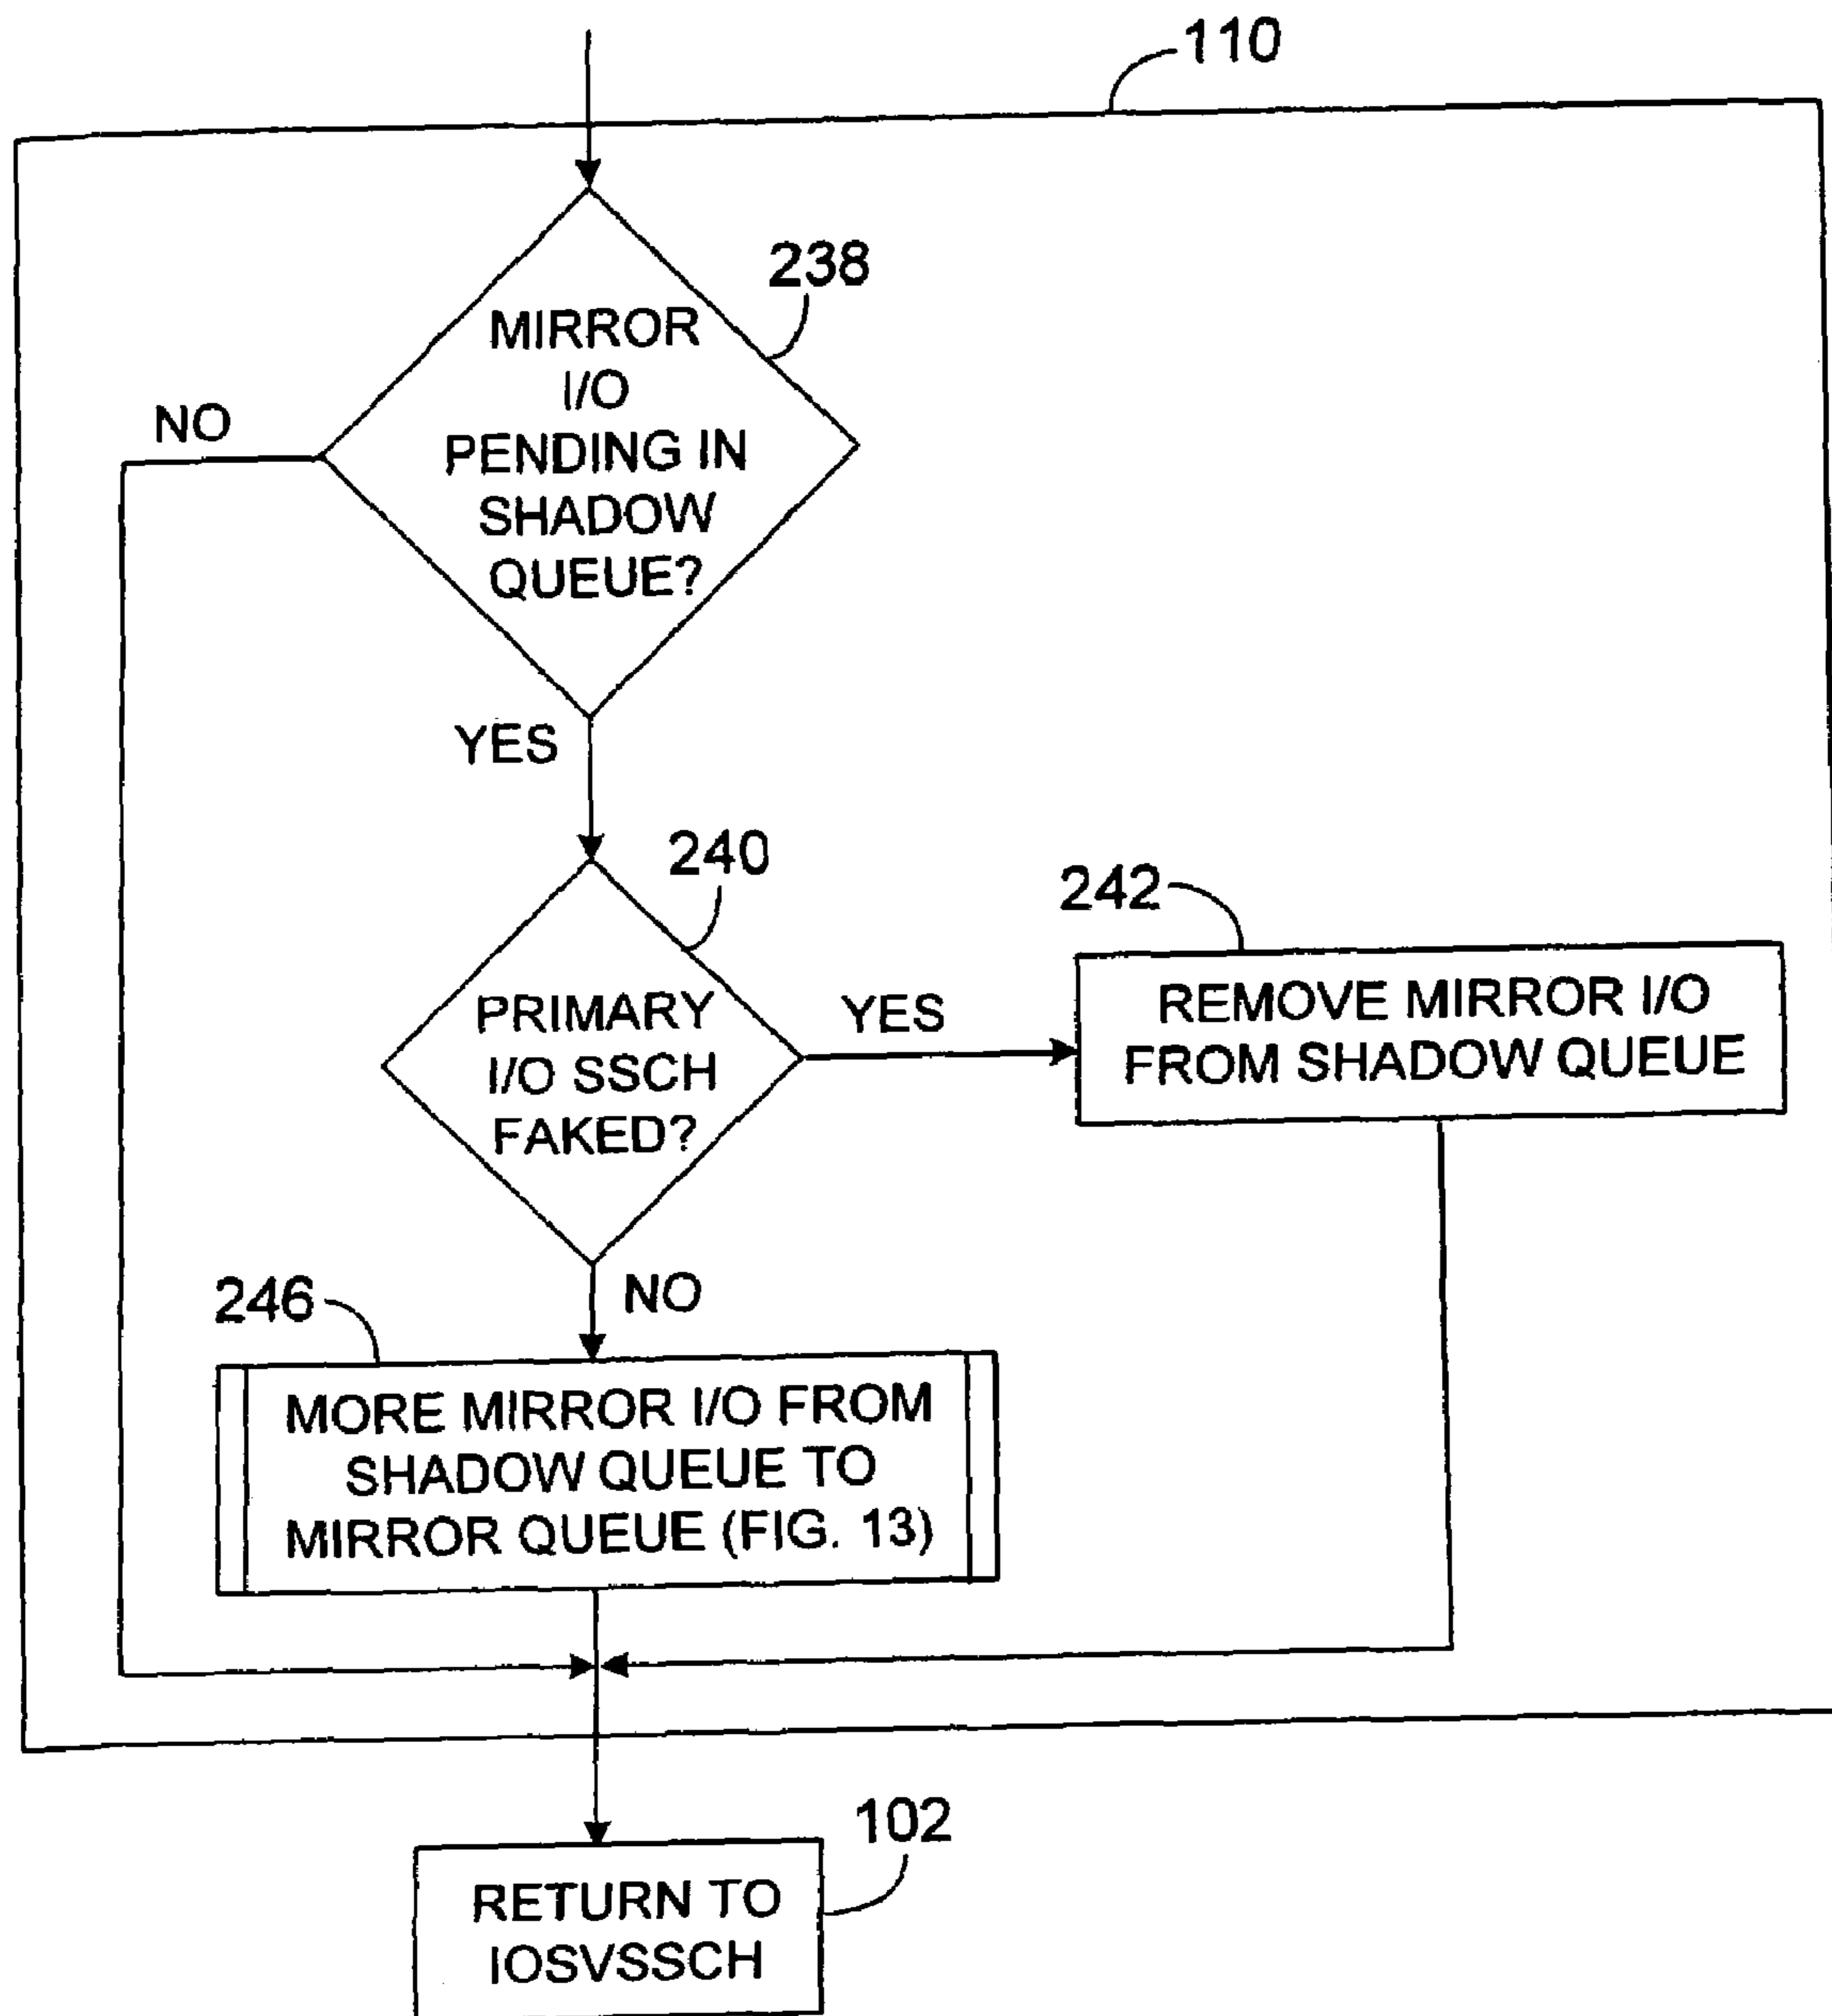 110
238
MIRROR
I/O
PENDING IN
SHADOW
QUEUE?
NO
YES
240
PRIMARY
I/O SSCH
FAKED?
YES
242
REMOVE MIRROR I/O
FROM SHADOW QUEUE
NO
246
MORE MIRROR I/O FROM
SHADOW QUEUE TO
MIRROR QUEUE (FIG. 13)
102
RETURN TO
IOSVSSCH